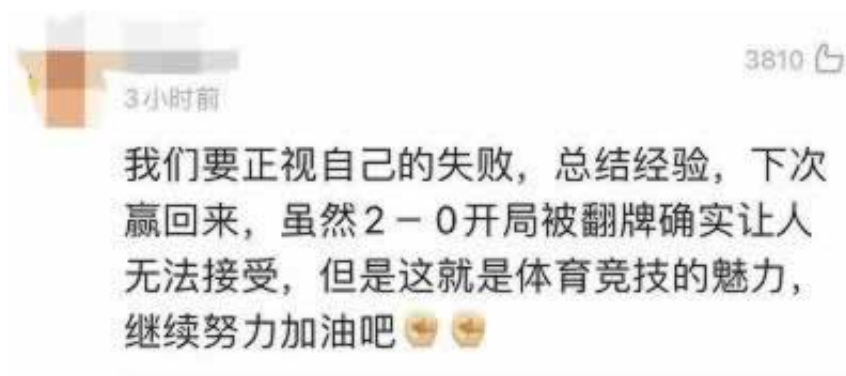 3810
3小时前
我们要正视自己的失败，总结经验，下次
赢回来，虽然2－0开局被翻牌确实让人
无法接受，但是这就是体育竞技的魅力，
继续努力加油吧✊✊